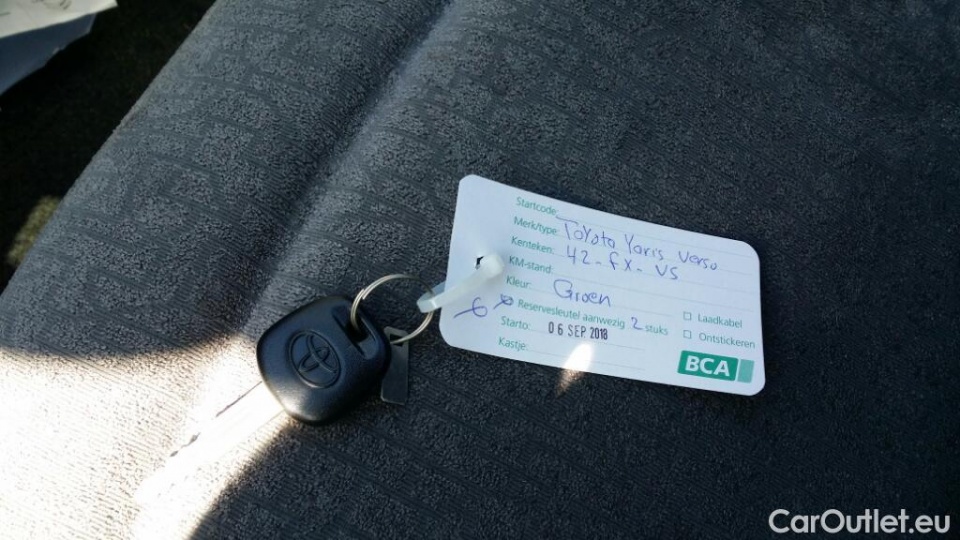 Startcode
Merk/type: Toyota Yaris Verso
Kenteken: 42-FX-VS
KM-stand:
Kleur: Groen
Reservesleutel aanwezig 2 stuks
Starto: 06 SEP 2018
Kastje:
6
Laadkabel
Ontstickeren
BCA
CarOutlet.eu